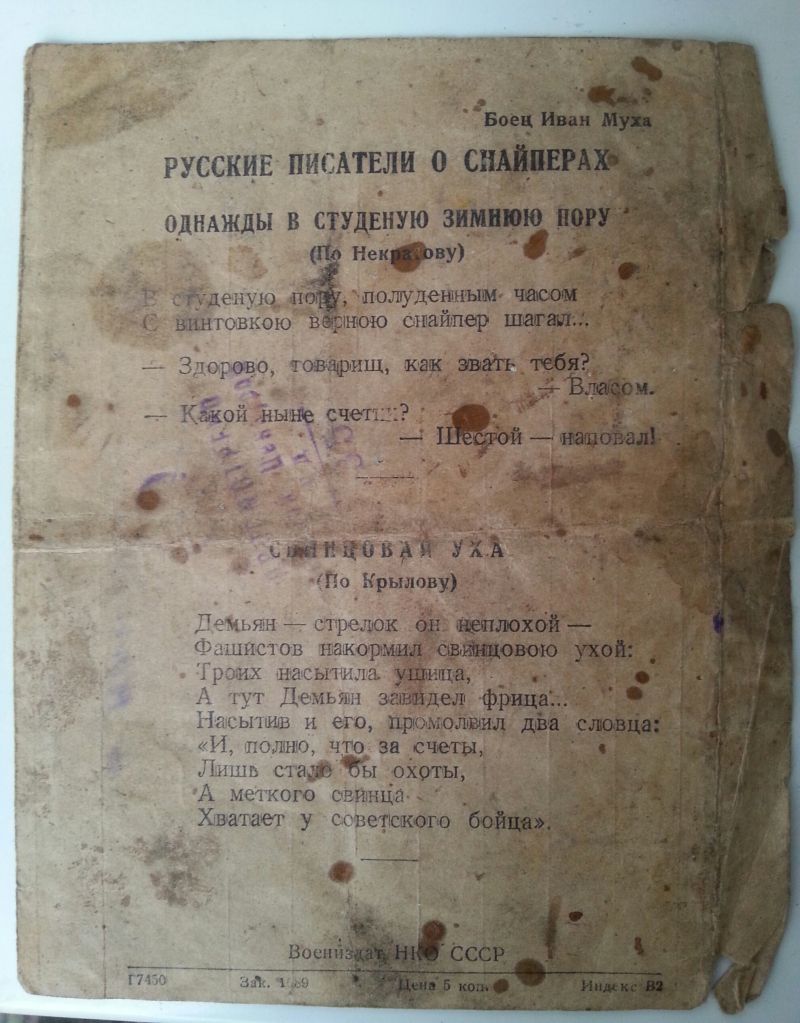 Боец Иван Муха
РУССКИЕ ПИСАТЕЛИ О СНАЙПЕРАХ
ОДНАЖДЫ В СТУДЕНУЮ ЗИМНЮЮ ПОРУ
(По Некрасову)
В студеную пору, полуденным часом
С винтовкою верною снайпер шагал...
— Здорово, товарищ, как звать тебя?
— Власом.
— Какой ныне счетец?
— Шестой — наповал!
СВИНЦОВАЯ УХА
(По Крылову)
Демьян — стрелок он неплохой —
Фашистов накормил свинцовою ухой:
Троих насытила ушица,
А тут Демьян завидел фрица...
Насытив и его, промолвил два словца:
«И, полно, что за счеты,
Лишь стало бы охоты,
А меткого свинца
Хватает у советского бойца».
Воениздат НКО СССР
Г7450 Зак. Цена 5 коп. Индекс В2